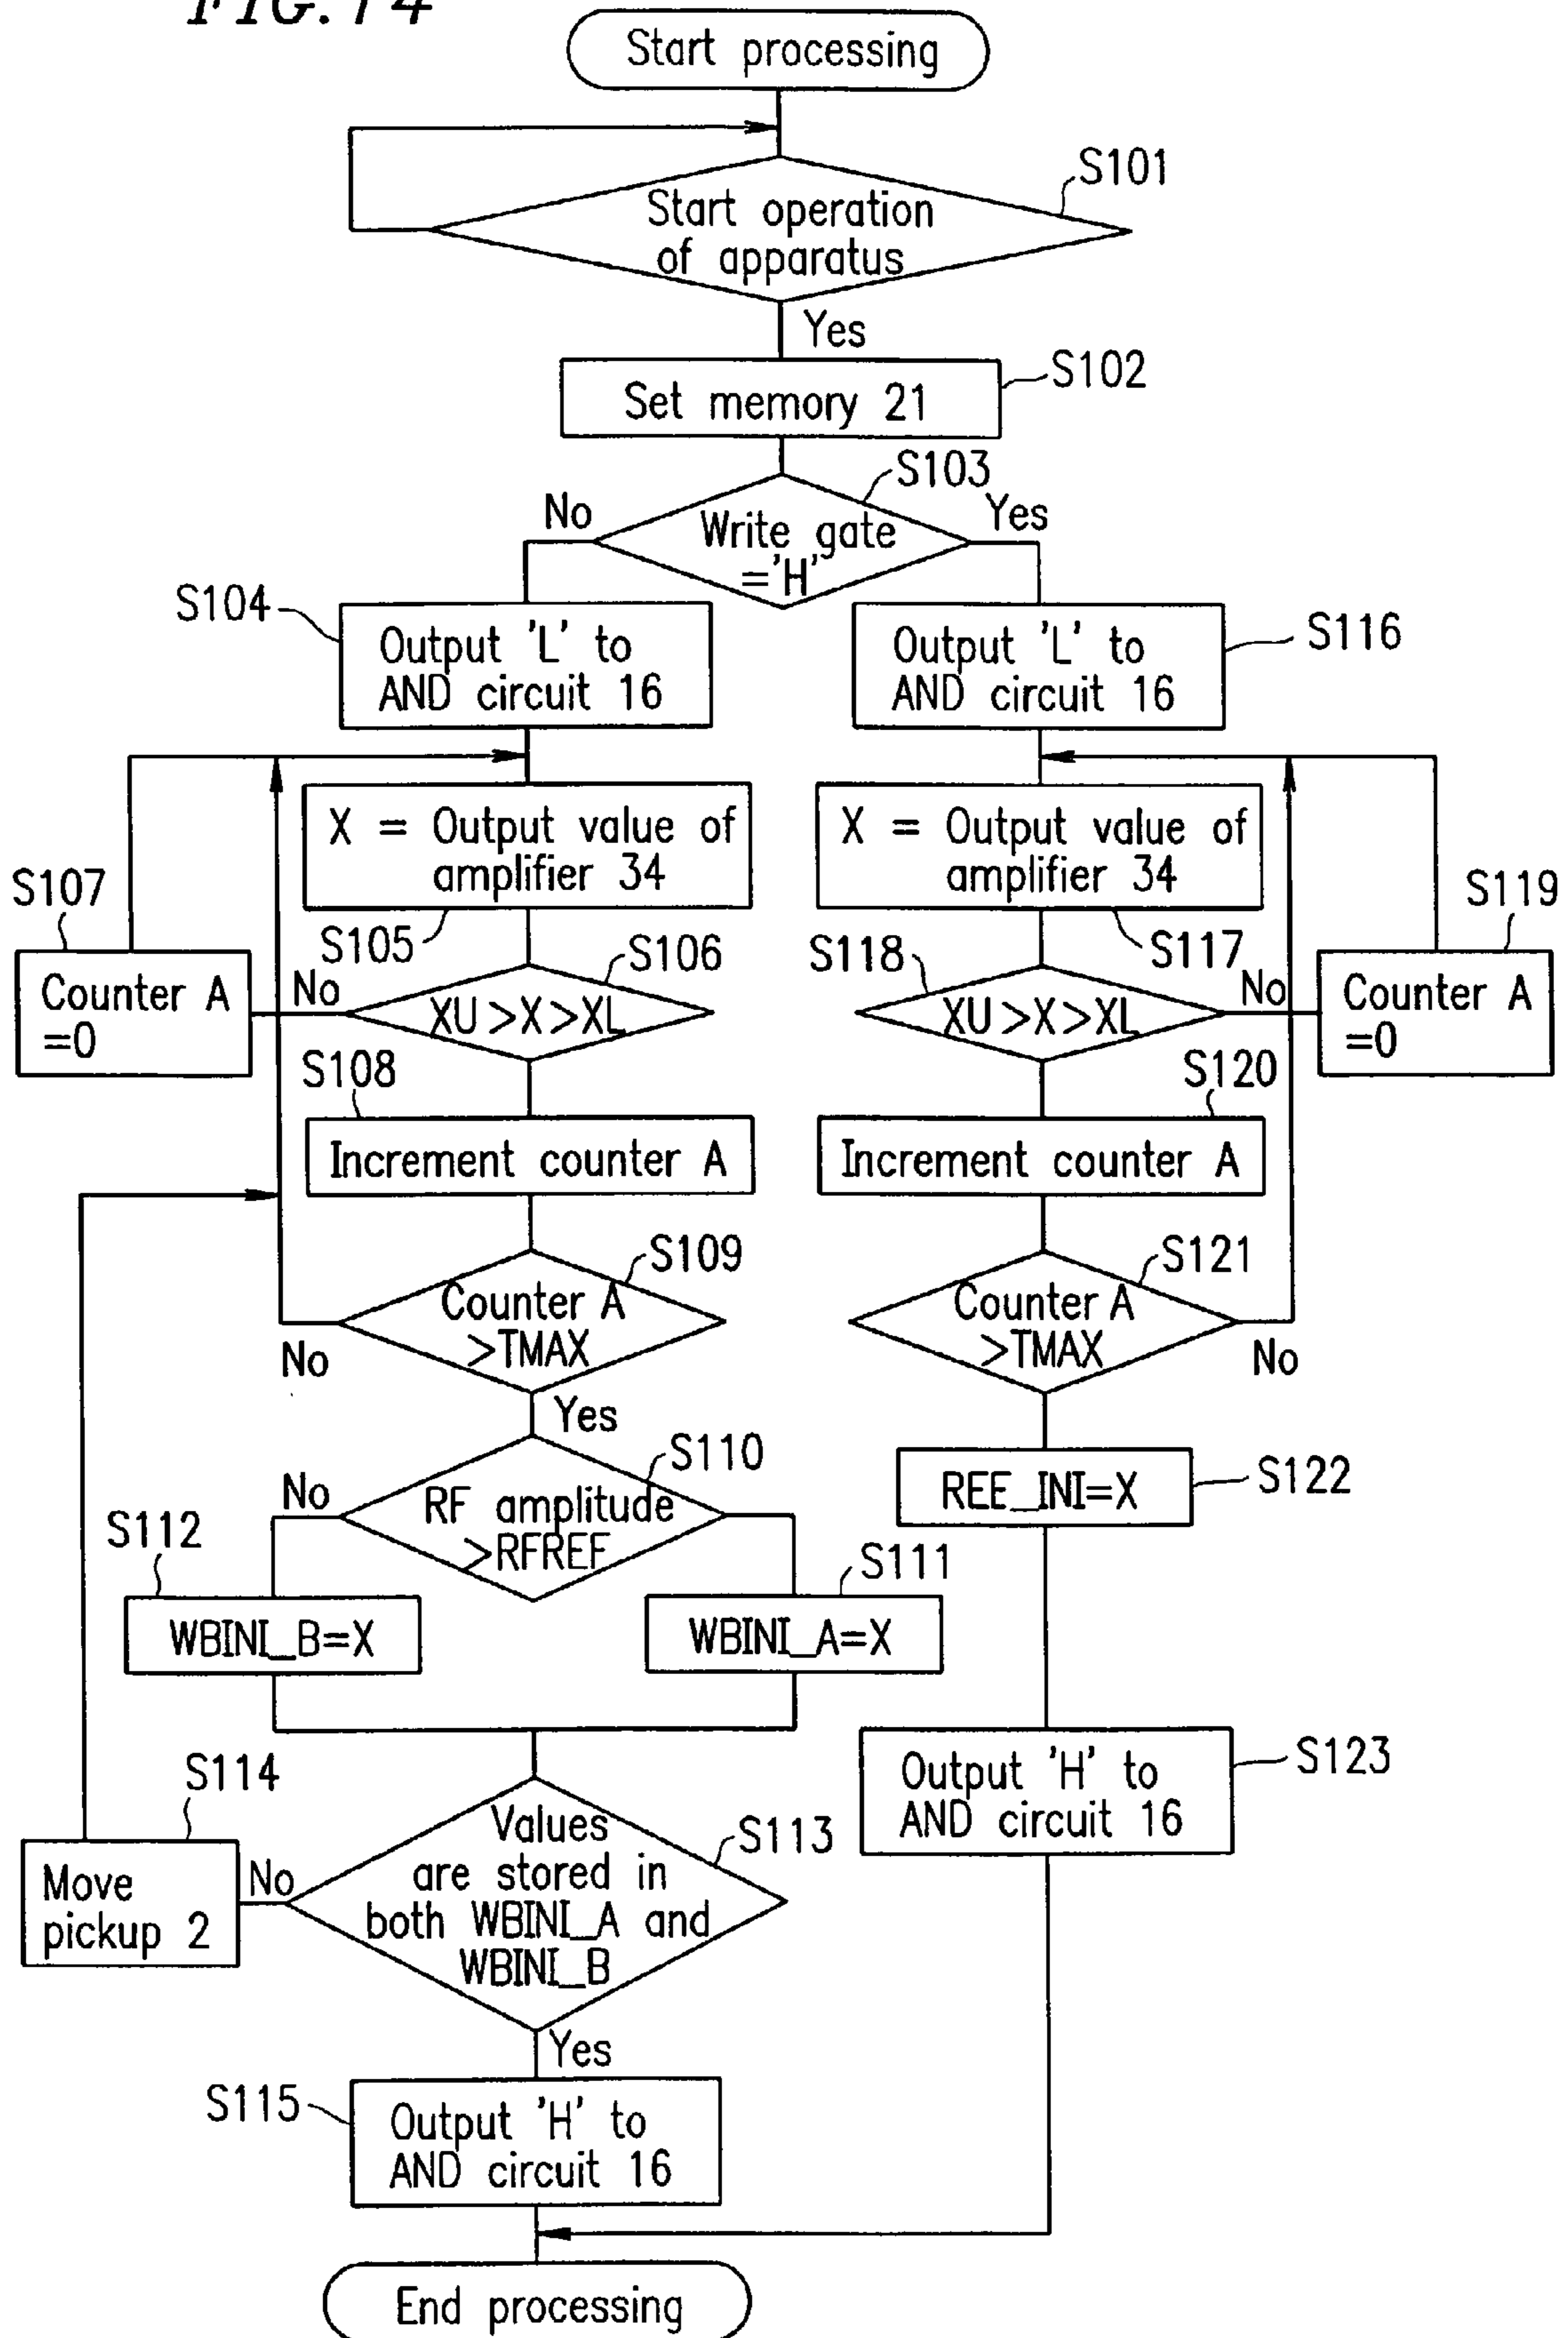 FIG. 14
Start processing
S101
Start operation
of apparatus
Yes
S102
Set memory 21
S103
No
Yes
Write gate
='H'
S104
Output 'L' to
AND circuit 16
S116
Output 'L' to
AND circuit 16
X = Output value of
amplifier 34
S105
X = Output value of
amplifier 34
S117
S107
Counter A
=0
No
S106
XU>X>XL
S118
XU>X>XL
No
S119
Counter A
=0
S108
Increment counter A
S120
Increment counter A
S109
Counter A
>TMAX
No
Yes
S121
Counter A
>TMAX
No
S110
No
RF amplitude
>RFREF
S122
REE_INI=X
S112
WBINI_B=X
S111
WBINI_A=X
S123
Output 'H' to
AND circuit 16
S114
Move
pickup 2
No
S113
Values
are stored in
both WBINI_A and
WBINI_B
Yes
S115
Output 'H' to
AND circuit 16
End processing